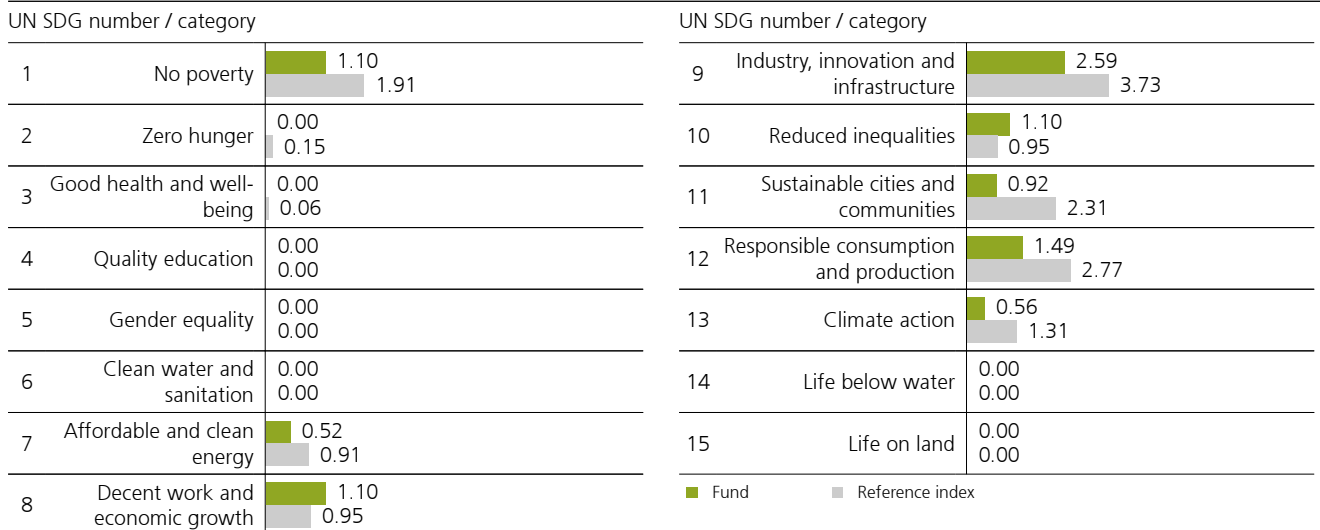 UN SDG number / category
1 No poverty 1.10
1.91
2 Zero hunger 0.00
0.15
3 Good health and well-
being 0.00
0.06
4 Quality education 0.00
0.00
5 Gender equality 0.00
0.00
6 Clean water and
sanitation 0.00
0.00
7 Affordable and clean
energy 0.52
0.91
8 Decent work and
economic growth 1.10
0.95
UN SDG number / category
9 Industry, innovation and
infrastructure 2.59
3.73
10 Reduced inequalities 1.10
0.95
11 Sustainable cities and
communities 0.92
2.31
12 Responsible consumption
and production 1.49
2.77
13 Climate action 0.56
1.31
14 Life below water 0.00
0.00
15 Life on land 0.00
0.00
Fund Reference index